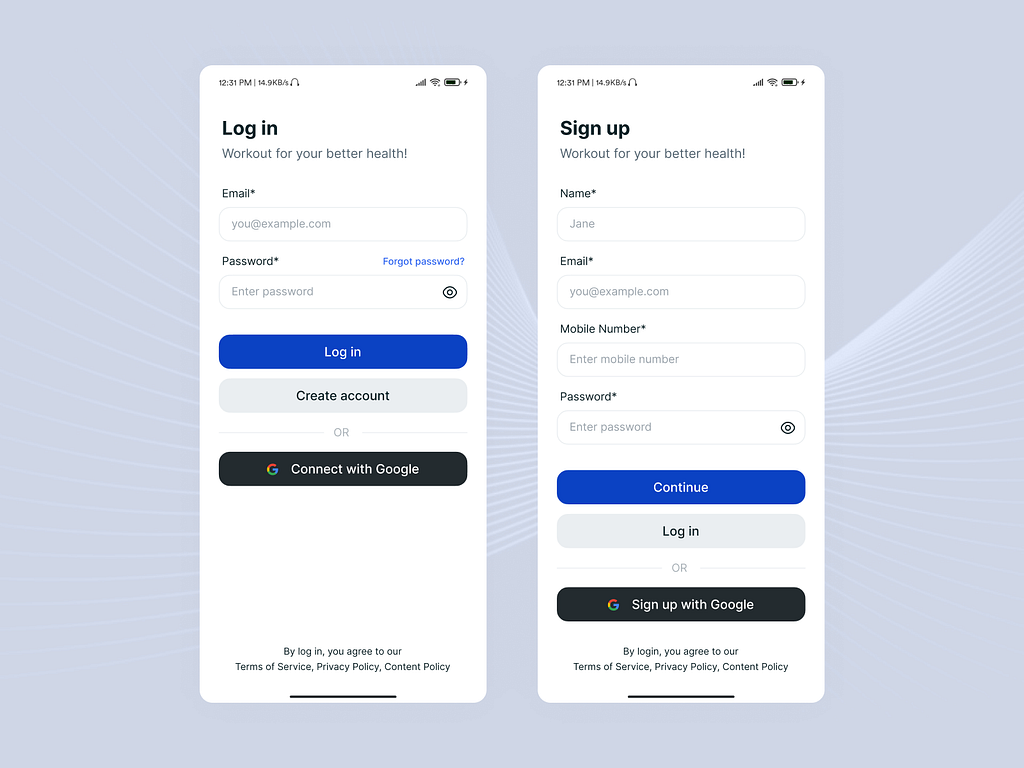 12:31 PM | 14.9KB/s
Log in
Workout for your better health!
Email*
you@example.com
Password*
Forgot password?
Enter password
Log in
Create account
OR
Connect with Google
By log in, you agree to our
Terms of Service, Privacy Policy, Content Policy
12:31 PM | 14.9KB/s
Sign up
Workout for your better health!
Name*
Jane
Email*
you@example.com
Mobile Number*
Enter mobile number
Password*
Enter password
Continue
Log in
OR
Sign up with Google
By login, you agree to our
Terms of Service, Privacy Policy, Content Policy